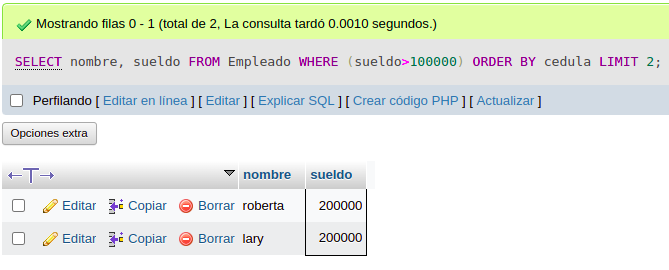 Mostrando filas 0 - 1 (total de 2, La consulta tardó 0.0010 segundos.)
SELECT nombre, sueldo FROM Empleado WHERE (sueldo>100000) ORDER BY cedula LIMIT 2;
Perfilando [ Editar en línea ] [ Editar ] [ Explicar SQL ] [ Crear código PHP ] [ Actualizar ]
Opciones extra
←T→ nombre sueldo
Editar Copiar Borrar roberta 200000
Editar Copiar Borrar lary 200000